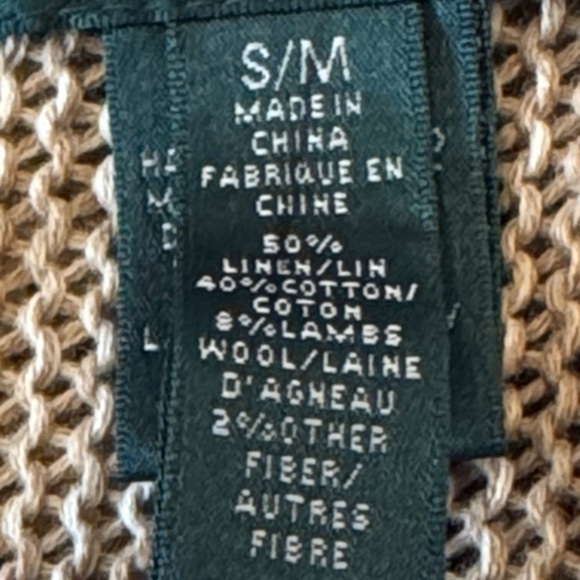 S/M
MADE IN
CHINA
FABRIQUE EN
CHINE
50%
LINEN/LIN
40%COTTON/
COTON
8%LAMBS
WOOL/LAINE
D'AGNEAU
2%OTHER
FIBER/
AUTRES
FIBRE